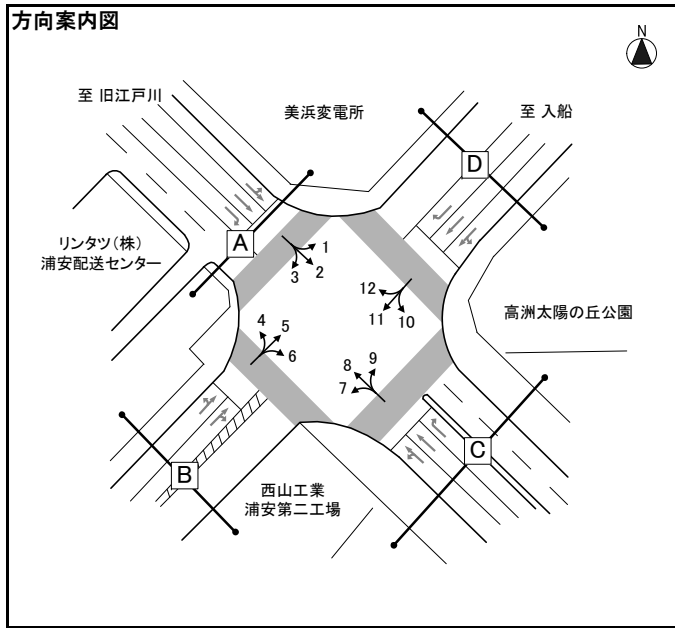 方向案内図
N
至 旧江戸川
美浜変電所
至 入船
D
A
リンタツ(株)
浦安配送センター
1
2
3
12
11
10
高洲太陽の丘公園
4
5
6
8
9
7
C
B
西山工業
浦安第二工場